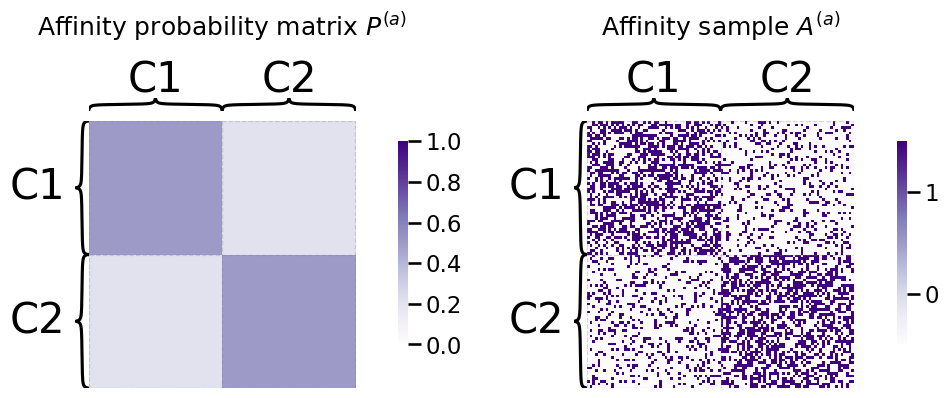 Affinity probability matrix P^(a)
C1 C2
C1
C2
1.0
0.8
0.6
0.4
0.2
0.0
Affinity sample A^(a)
C1 C2
C1
C2
1
0